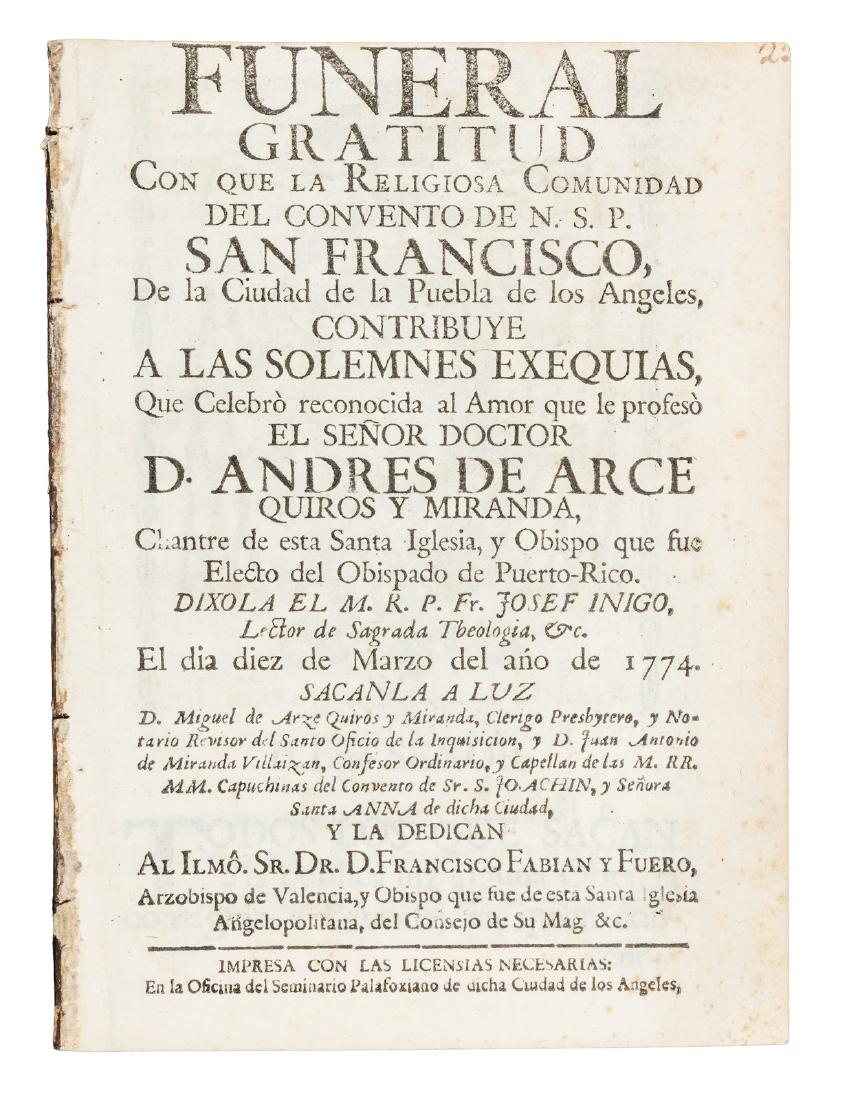 FUNERAL
GRATITUD
CON QUE LA RELIGIOSA COMUNIDAD
DEL CONVENTO DE N. S. P.
SAN FRANCISCO,
De la Ciudad de la Puebla de los Angeles,
CONTRIBUYE
A LAS SOLEMNES EXEQUIAS,
Que Celebrò reconocida al Amor que le profesò
EL SEÑOR DOCTOR
D. ANDRES DE ARCE
QUIROS Y MIRANDA,
Chantre de esta Santa Iglesia, y Obispo que fue
Electo del Obispado de Puerto-Rico.
DIXOLA EL M. R. P. Fr. JOSEF INIGO,
Lector de Sagrada Theologia, &c.
El dia diez de Marzo del año de 1774.
SACANLA A LUZ
D. Miguel de Arze Quiros y Miranda, Clerigo Presbytero, y No-
tario Revisor del Santo Oficio de la Inquisicion, y D. Juan Antonio
de Miranda Villaizan, Confesor Ordinario, y Capellan de las M. RR.
MM. Capuchinas del Convento de Sr. S. JOACHIN, y Señora
Santa ANNA de dicha Ciudad,
Y LA DEDICAN
AL ILMÔ. SR. DR. D. FRANCISCO FABIAN Y FUERO,
Arzobispo de Valencia, y Obispo que fue de esta Santa Iglesia
Angelopolitana, del Consejo de Su Mag. &c.
IMPRESA CON LAS LICENSIAS NECESARIAS:
En la Oficina del Seminario Palafoxiano de dicha Ciudad de los Angeles,